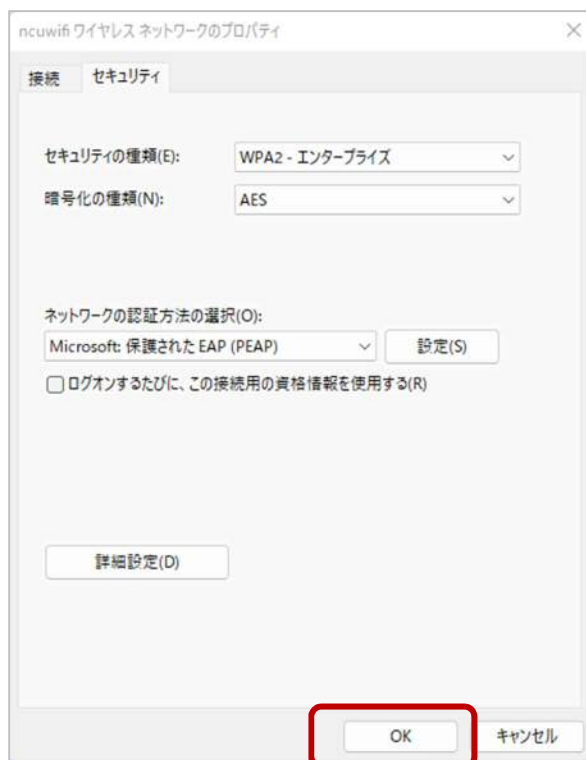 ncuwifi ワイヤレス ネットワークのプロパティ
接続 セキュリティ
セキュリティの種類(E): WPA2 - エンタープライズ
暗号化の種類(N): AES
ネットワークの認証方法の選択(O):
Microsoft: 保護された EAP (PEAP) 設定(S)
ログオンするたびに、この接続用の資格情報を使用する(R)
詳細設定(D)
OK キャンセル